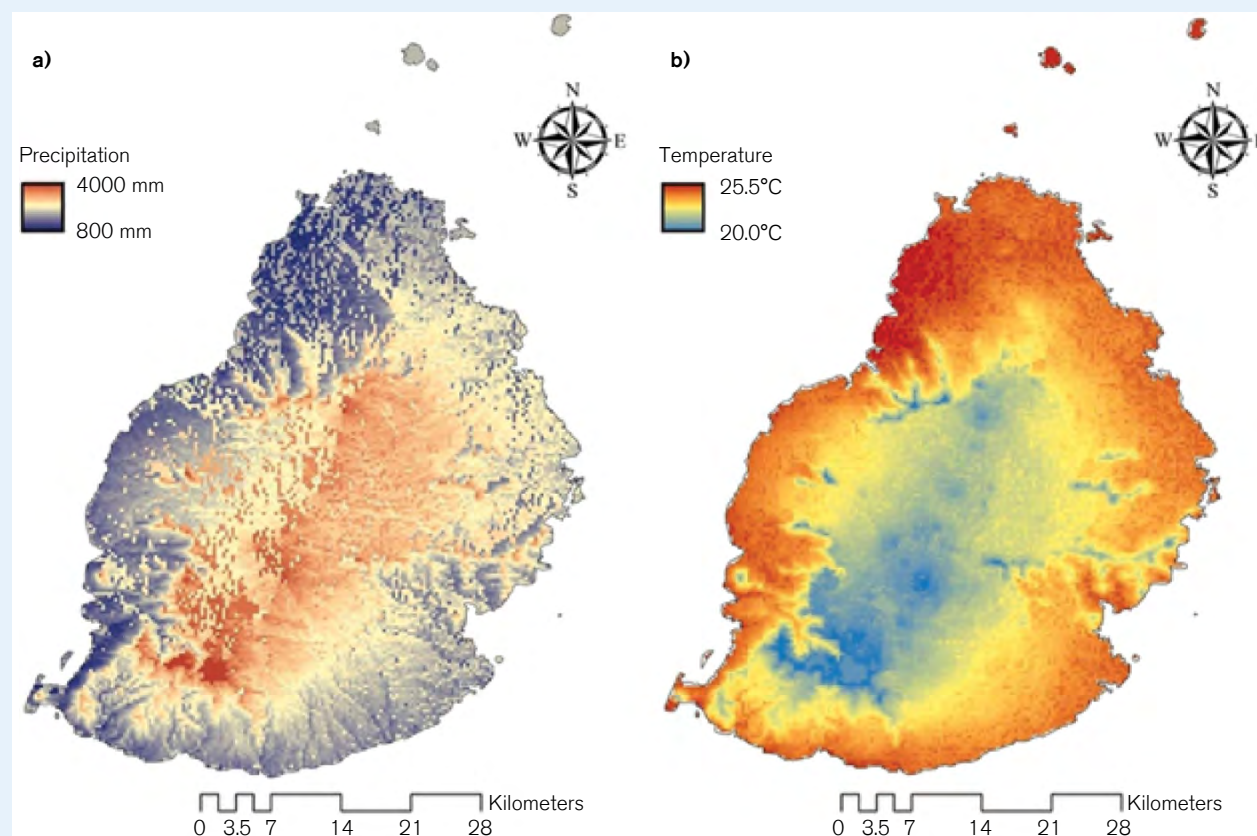 a)
N
W E
S
Precipitation
4000 mm
800 mm
Kilometers
0 3.5 7 14 21 28
b)
N
W E
S
Temperature
25.5°C
20.0°C
Kilometers
0 3.5 7 14 21 28